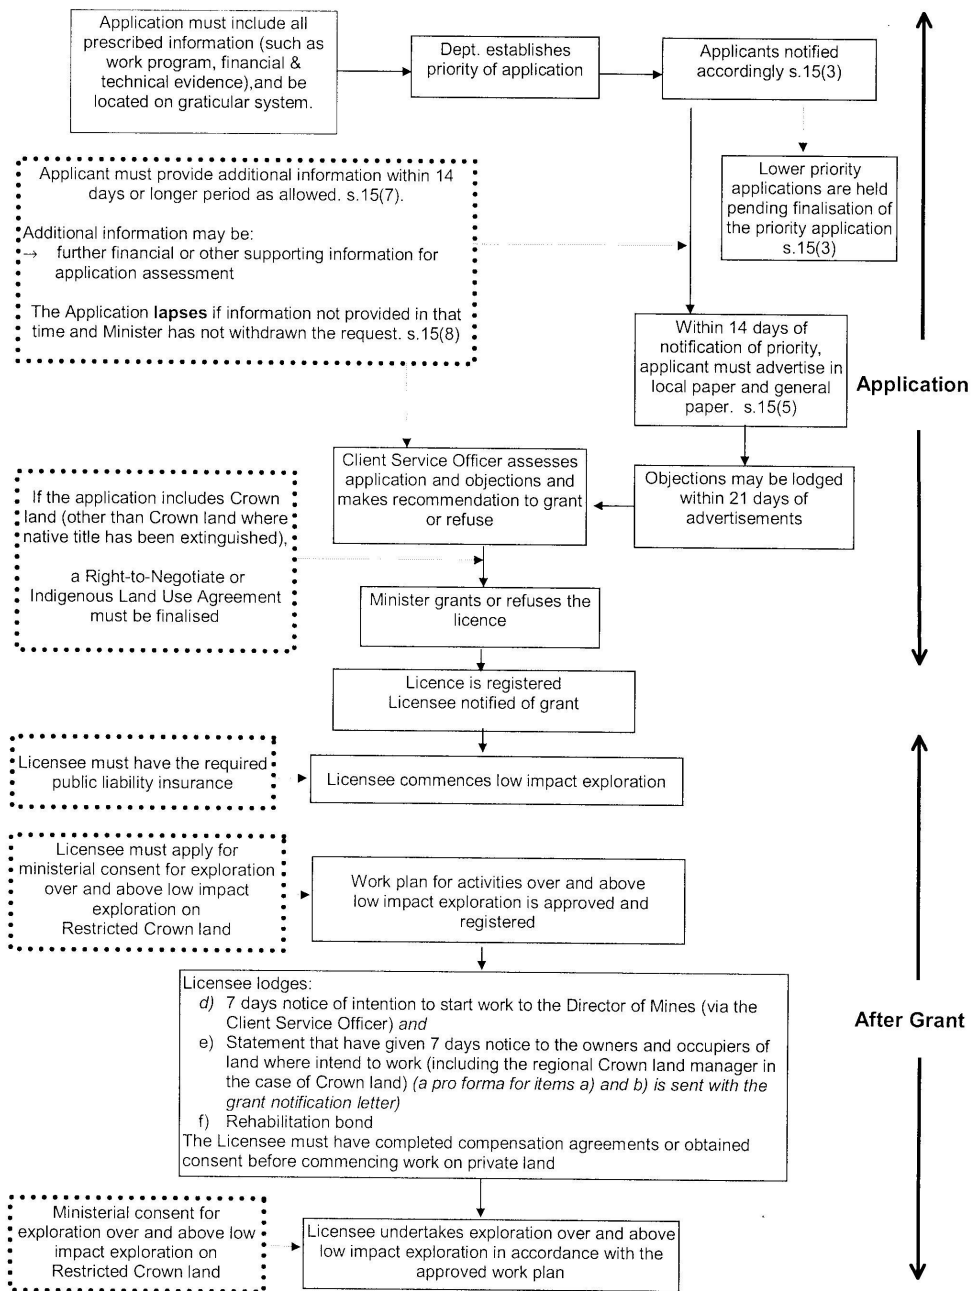 Application must include all
prescribed information (such as
work program, financial &
technical evidence),and be
located on graticular system.
Dept. establishes
priority of application
Applicants notified
accordingly s.15(3)
Lower priority
applications are held
pending finalisation of
the priority application
s.15(3)
Applicant must provide additional information within 14
days or longer period as allowed. s.15(7).
Additional information may be:
→ further financial or other supporting information for
application assessment
The Application lapses if information not provided in that
time and Minister has not withdrawn the request. s.15(8)
Within 14 days of
notification of priority,
applicant must advertise in
local paper and general
paper. s.15(5)
Application
Client Service Officer assesses
application and objections and
makes recommendation to grant
or refuse
Objections may be lodged
within 21 days of
advertisements
If the application includes Crown
land (other than Crown land where
native title has been extinguished),
a Right-to-Negotiate or
Indigenous Land Use Agreement
must be finalised
Minister grants or refuses the
licence
Licence is registered
Licensee notified of grant
Licensee must have the required
public liability insurance
Licensee commences low impact exploration
Licensee must apply for
ministerial consent for exploration
over and above low impact
exploration on
Restricted Crown land
Work plan for activities over and above
low impact exploration is approved and
registered
Licensee lodges:
d) 7 days notice of intention to start work to the Director of Mines (via the
Client Service Officer) and
e) Statement that have given 7 days notice to the owners and occupiers of
land where intend to work (including the regional Crown land manager in
the case of Crown land) (a pro forma for items a) and b) is sent with the
grant notification letter)
f) Rehabilitation bond
The Licensee must have completed compensation agreements or obtained
consent before commencing work on private land
After Grant
Ministerial consent for
exploration over and above low
impact exploration on
Restricted Crown land
Licensee undertakes exploration over and above
low impact exploration in accordance with the
approved work plan